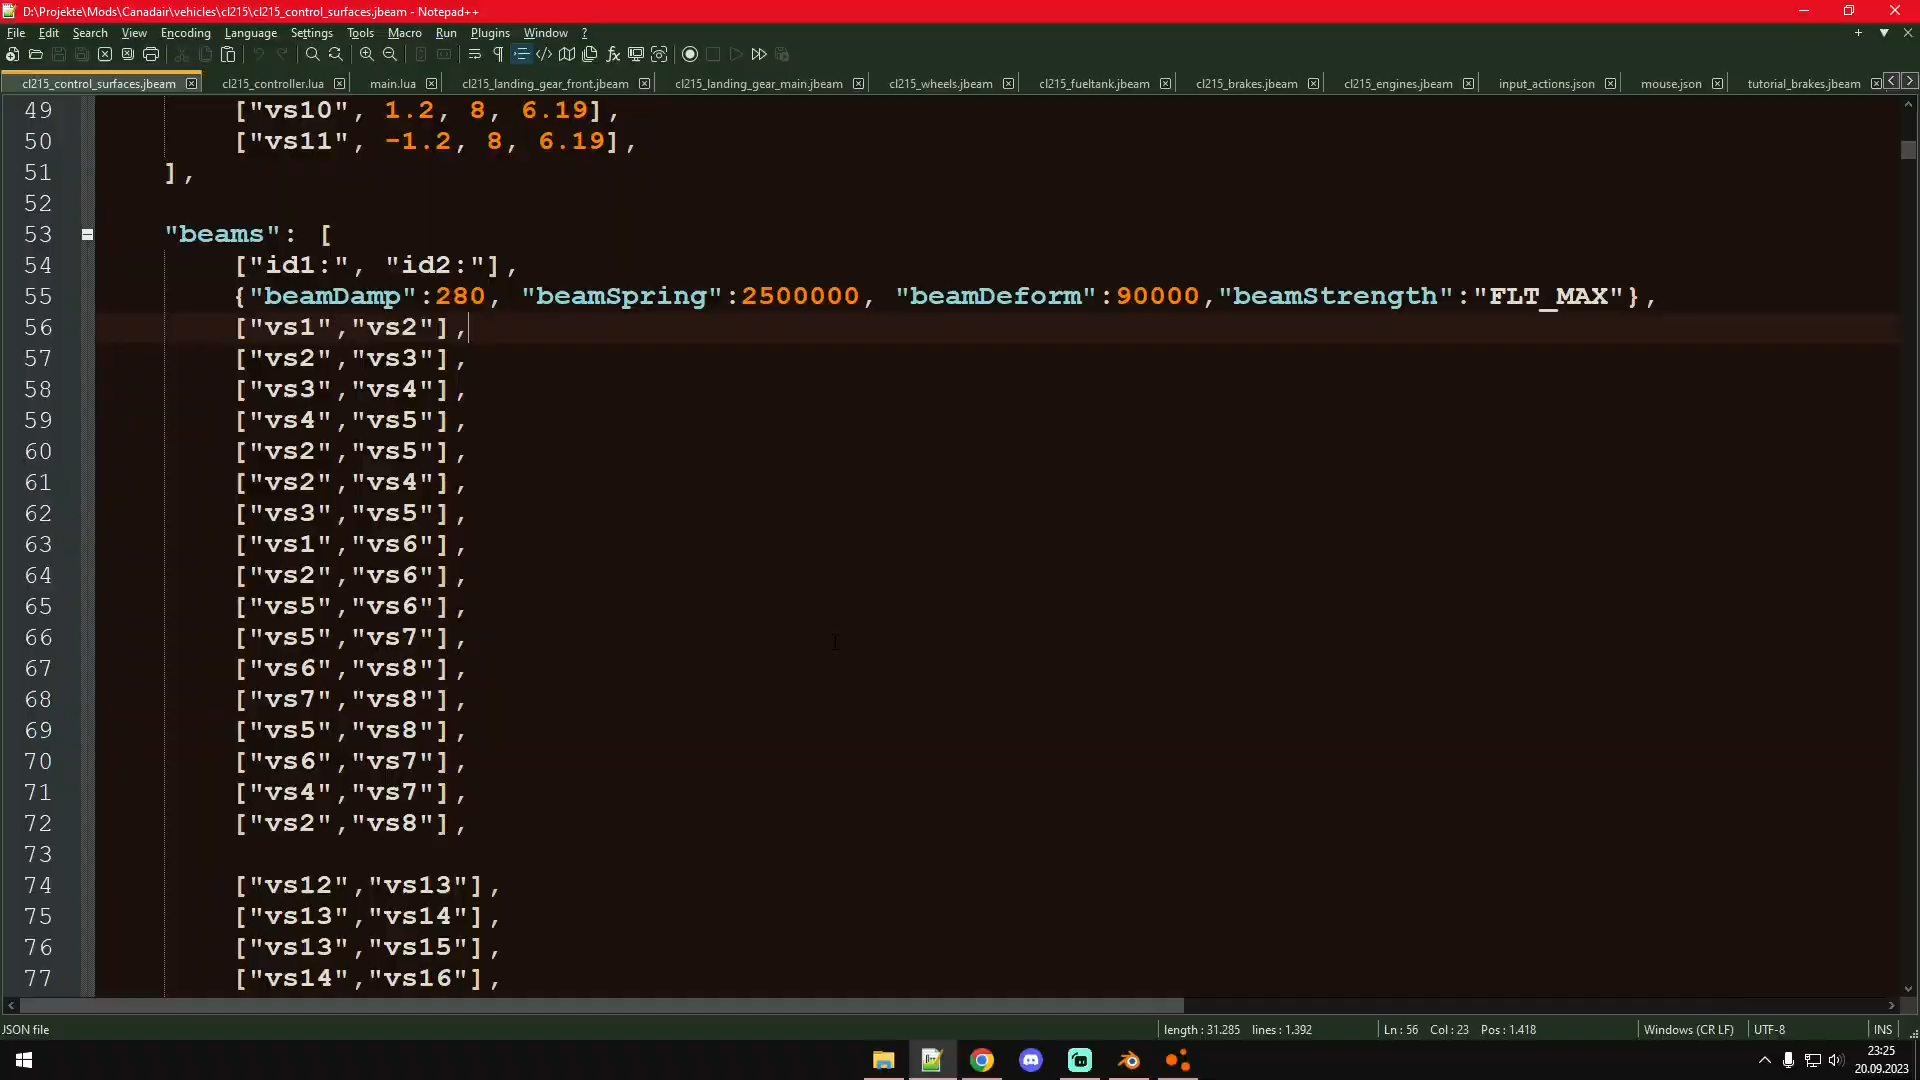 D:\Projekte\Mods\Canadair\vehicles\cl215\cl215_control_surfaces.jbeam - Notepad++
File Edit Search View Encoding Language Settings Tools Macro Run Plugins Window ?
cl215_control_surfaces.jbeam cl215_controller.lua main.lua cl215_landing_gear_front.jbeam cl215_landing_gear_main.jbeam cl215_wheels.jbeam cl215_fueltank.jbeam cl215_brakes.jbeam cl215_engines.jbeam input_actions.json mouse.json tutorial_brakes.jbeam
49 ["vs10", 1.2, 8, 6.19],
50 ["vs11", -1.2, 8, 6.19],
51 ],
52
53 "beams": [
54 ["id1:", "id2:"],
55 {"beamDamp":280, "beamSpring":2500000, "beamDeform":90000,"beamStrength":"FLT_MAX"},
56 ["vs1","vs2"],
57 ["vs2","vs3"],
58 ["vs3","vs4"],
59 ["vs4","vs5"],
60 ["vs2","vs5"],
61 ["vs2","vs4"],
62 ["vs3","vs5"],
63 ["vs1","vs6"],
64 ["vs2","vs6"],
65 ["vs5","vs6"],
66 ["vs5","vs7"],
67 ["vs6","vs8"],
68 ["vs7","vs8"],
69 ["vs5","vs8"],
70 ["vs6","vs7"],
71 ["vs4","vs7"],
72 ["vs2","vs8"],
73
74 ["vs12","vs13"],
75 ["vs13","vs14"],
76 ["vs13","vs15"],
77 ["vs14","vs16"],
JSON file length : 31.285 lines : 1.392 Ln : 56 Col : 23 Pos : 1.418 Windows (CR LF) UTF-8 INS
23:25
20.09.2023